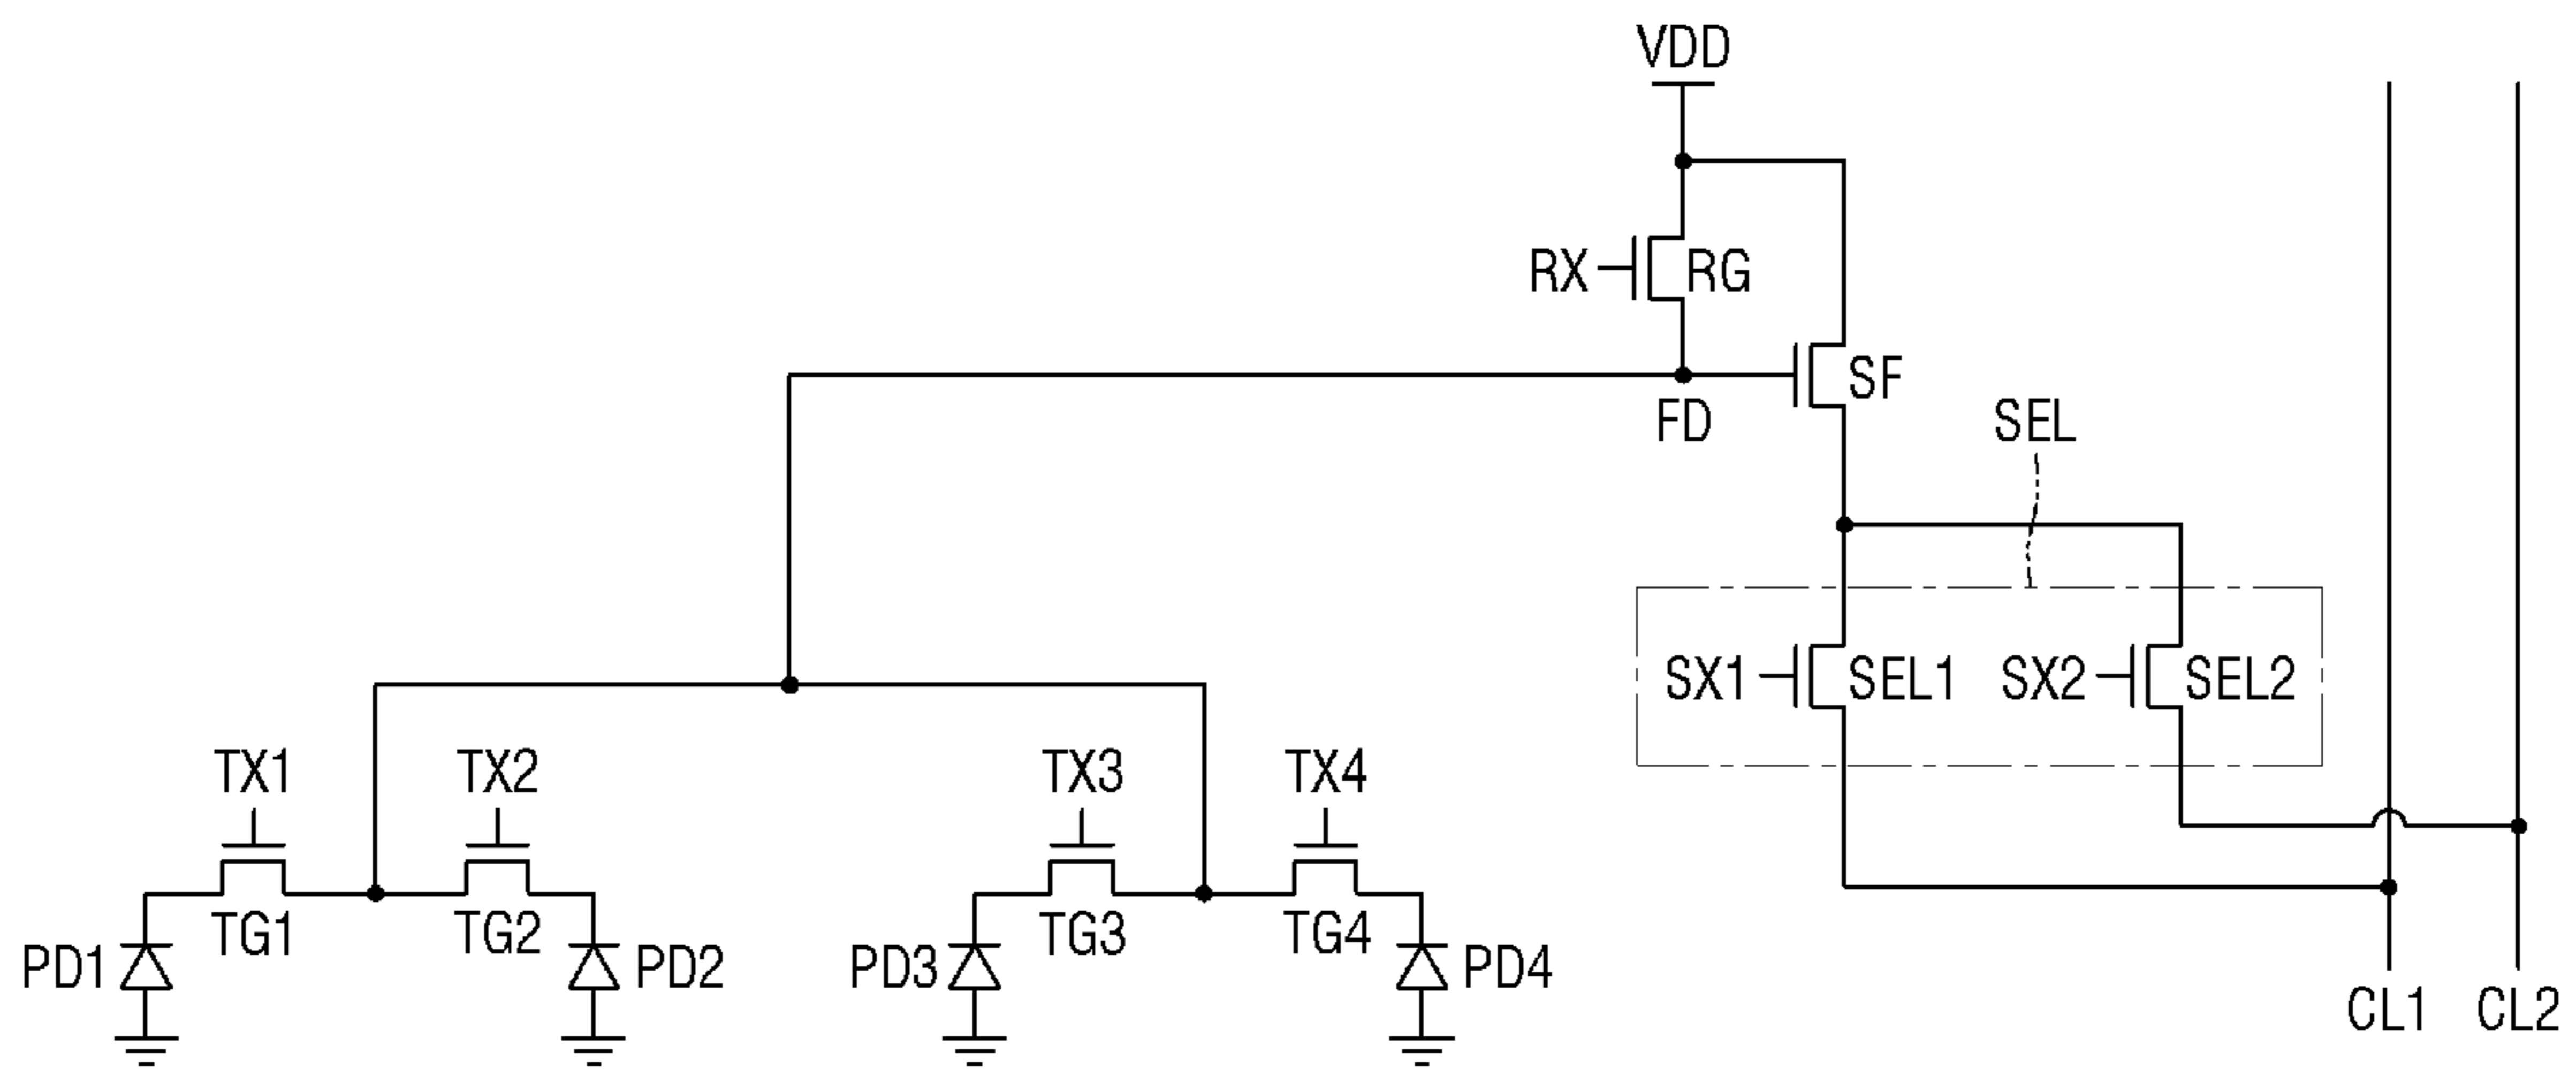 VDD
RX RG
SF
FD SEL
SX1 SEL1 SX2 SEL2
TX1 TX2 TX3 TX4
TG1 TG2 TG3 TG4
PD1 PD2 PD3 PD4
CL1 CL2